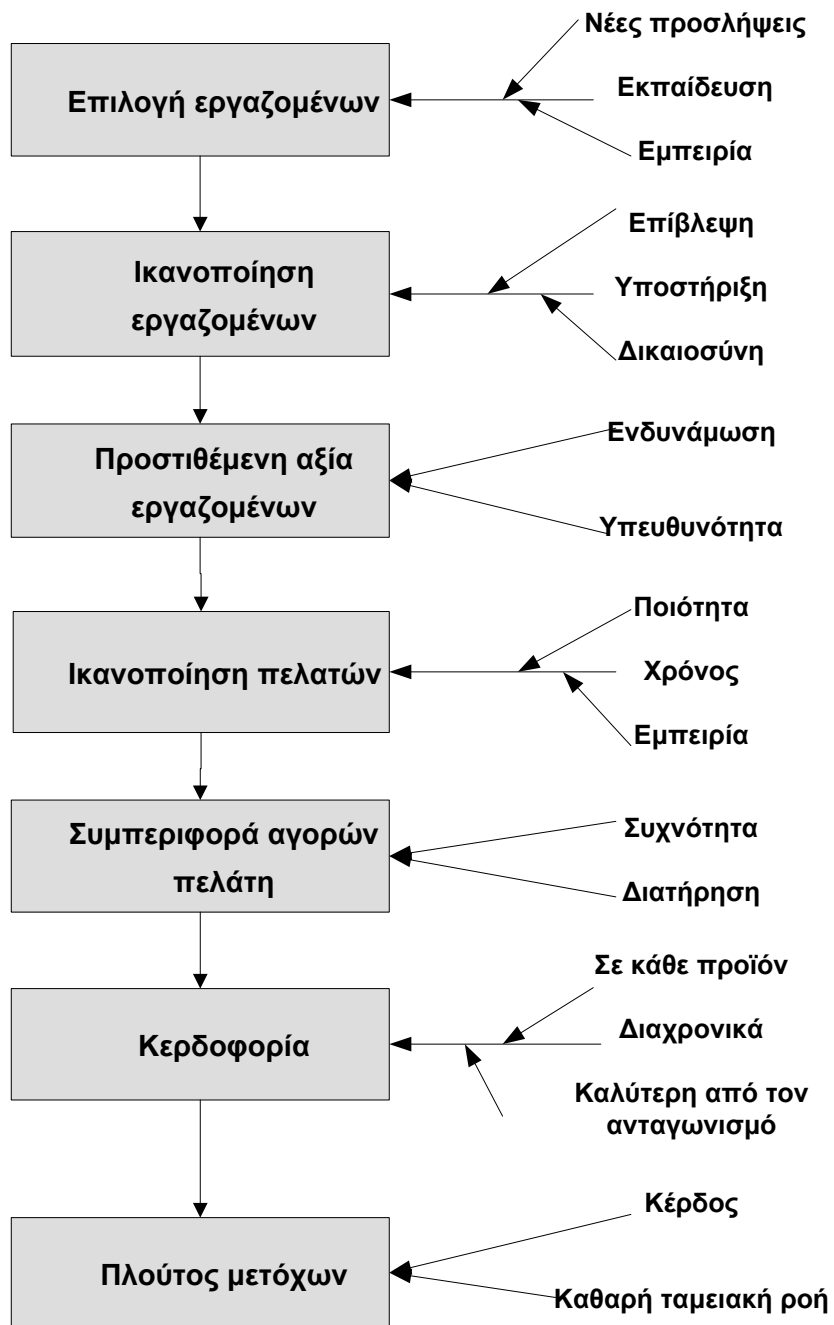 Νέες προσλήψεις
Επιλογή εργαζομένων
Εκπαίδευση
Εμπειρία
Ικανοποίηση
εργαζομένων
Επίβλεψη
Υποστήριξη
Δικαιοσύνη
Προστιθέμενη αξία
εργαζομένων
Ενδυνάμωση
Υπευθυνότητα
Ικανοποίηση πελατών
Ποιότητα
Χρόνος
Εμπειρία
Συμπεριφορά αγορών
πελάτη
Συχνότητα
Διατήρηση
Κερδοφορία
Σε κάθε προϊόν
Διαχρονικά
Καλύτερη από τον
ανταγωνισμό
Πλούτος μετόχων
Κέρδος
Καθαρή ταμειακή ροή